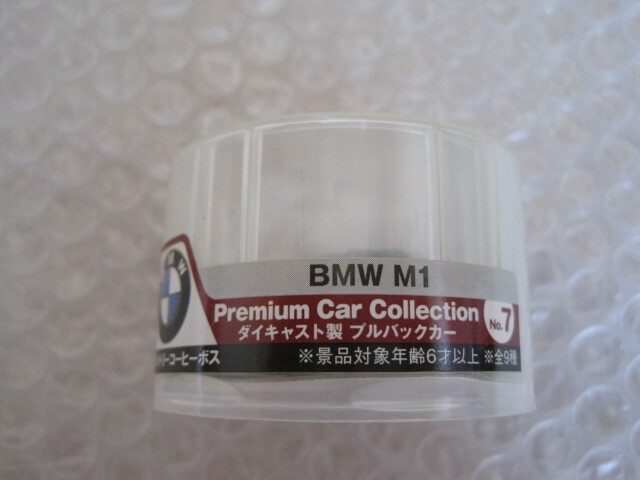 BMW M1
Premium Car Collection No.7
ダイキャスト製 プルバックカー
ーコーヒーボス ※景品対象年齢6才以上 ※全9種